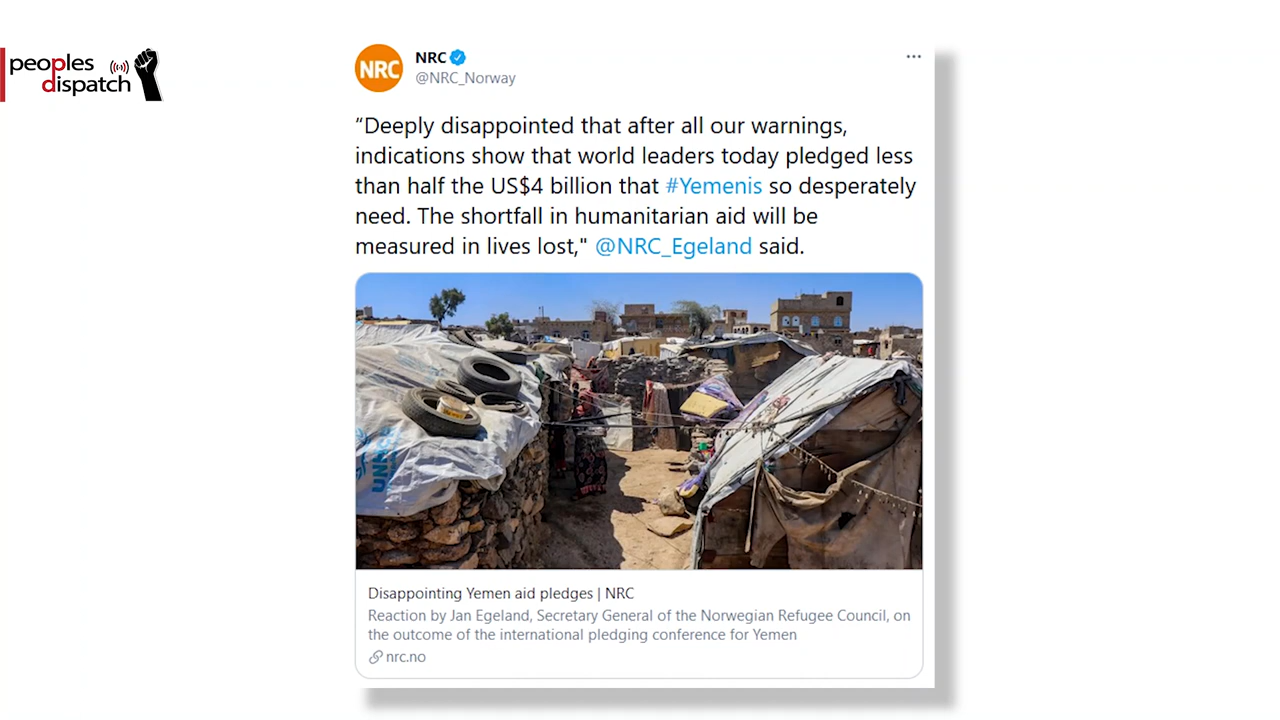 peoples
dispatch
NRC
NRC
@NRC_Norway
“Deeply disappointed that after all our warnings,
indications show that world leaders today pledged less
than half the US$4 billion that #Yemenis so desperately
need. The shortfall in humanitarian aid will be
measured in lives lost," @NRC_Egeland said.
UNHCR
Disappointing Yemen aid pledges | NRC
Reaction by Jan Egeland, Secretary General of the Norwegian Refugee Council, on
the outcome of the international pledging conference for Yemen
nrc.no